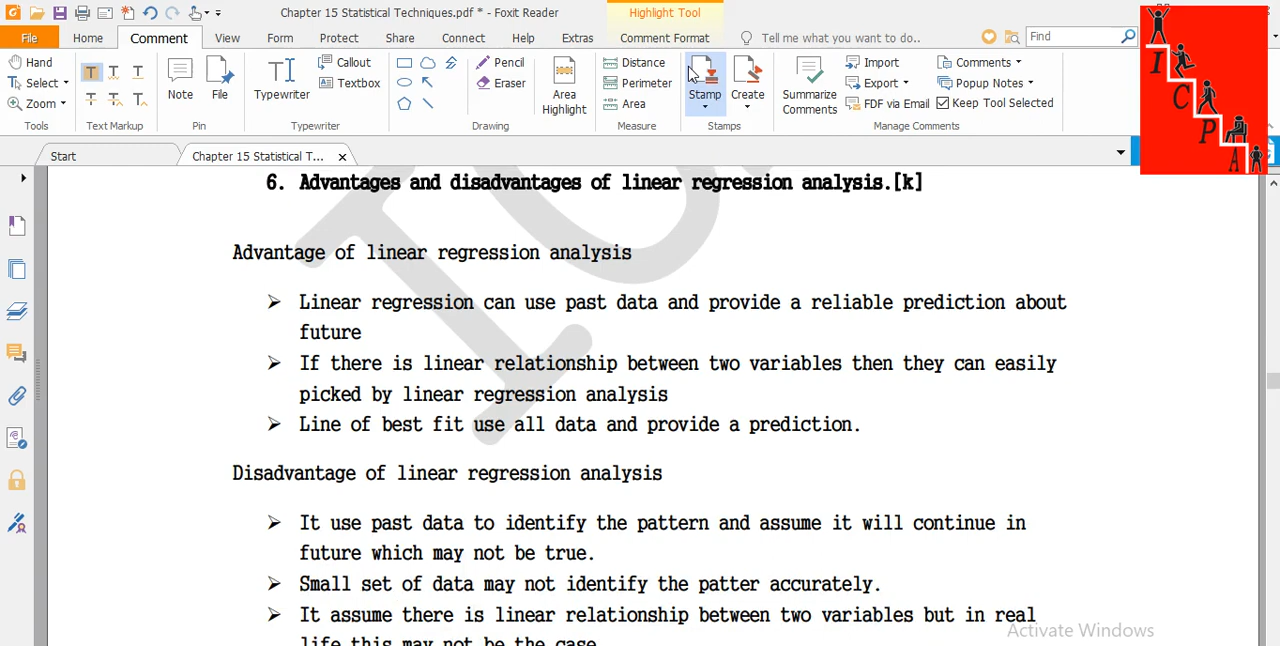 Chapter 15 Statistical Techniques.pdf * - Foxit Reader
Highlight Tool
File Home Comment View Form Protect Share Connect Help Extras Comment Format Tell me what you want to do.. Find
Hand
Select
Zoom
Tools
Text Markup
Note
File
Pin
Typewriter
Callout
Textbox
Typewriter
Pencil
Eraser
Drawing
Area
Highlight
Distance
Perimeter
Area
Measure
Stamp
Create
Stamps
Summarize
Comments
Import
Export
FDF via Email
Comments
Popup Notes
Keep Tool Selected
Manage Comments
I
C
P
A
Start
Chapter 15 Statistical T...
6. Advantages and disadvantages of linear regression analysis.[k]
Advantage of linear regression analysis
➢ Linear regression can use past data and provide a reliable prediction about
future
➢ If there is linear relationship between two variables then they can easily
picked by linear regression analysis
➢ Line of best fit use all data and provide a prediction.
Disadvantage of linear regression analysis
➢ It use past data to identify the pattern and assume it will continue in
future which may not be true.
➢ Small set of data may not identify the patter accurately.
➢ It assume there is linear relationship between two variables but in real
life this may not be the case
Activate Windows